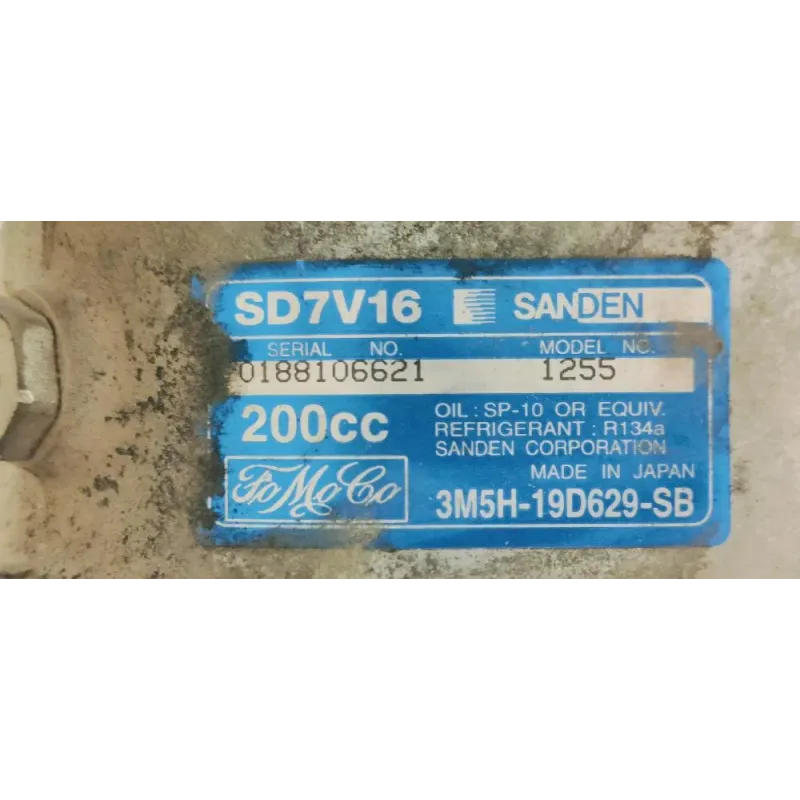 SD7V16 SANDEN
SERIAL NO. MODEL NO.
0188106621 1255
200cc
OIL : SP-10 OR EQUIV.
REFRIGERANT : R134a
SANDEN CORPORATION
MADE IN JAPAN
FoMoCo
3M5H-19D629-SB